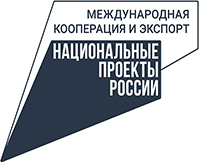 МЕЖДУНАРОДНАЯ
КООПЕРАЦИЯ И ЭКСПОРТ
НАЦИОНАЛЬНЫЕ
ПРОЕКТЫ
РОССИИ